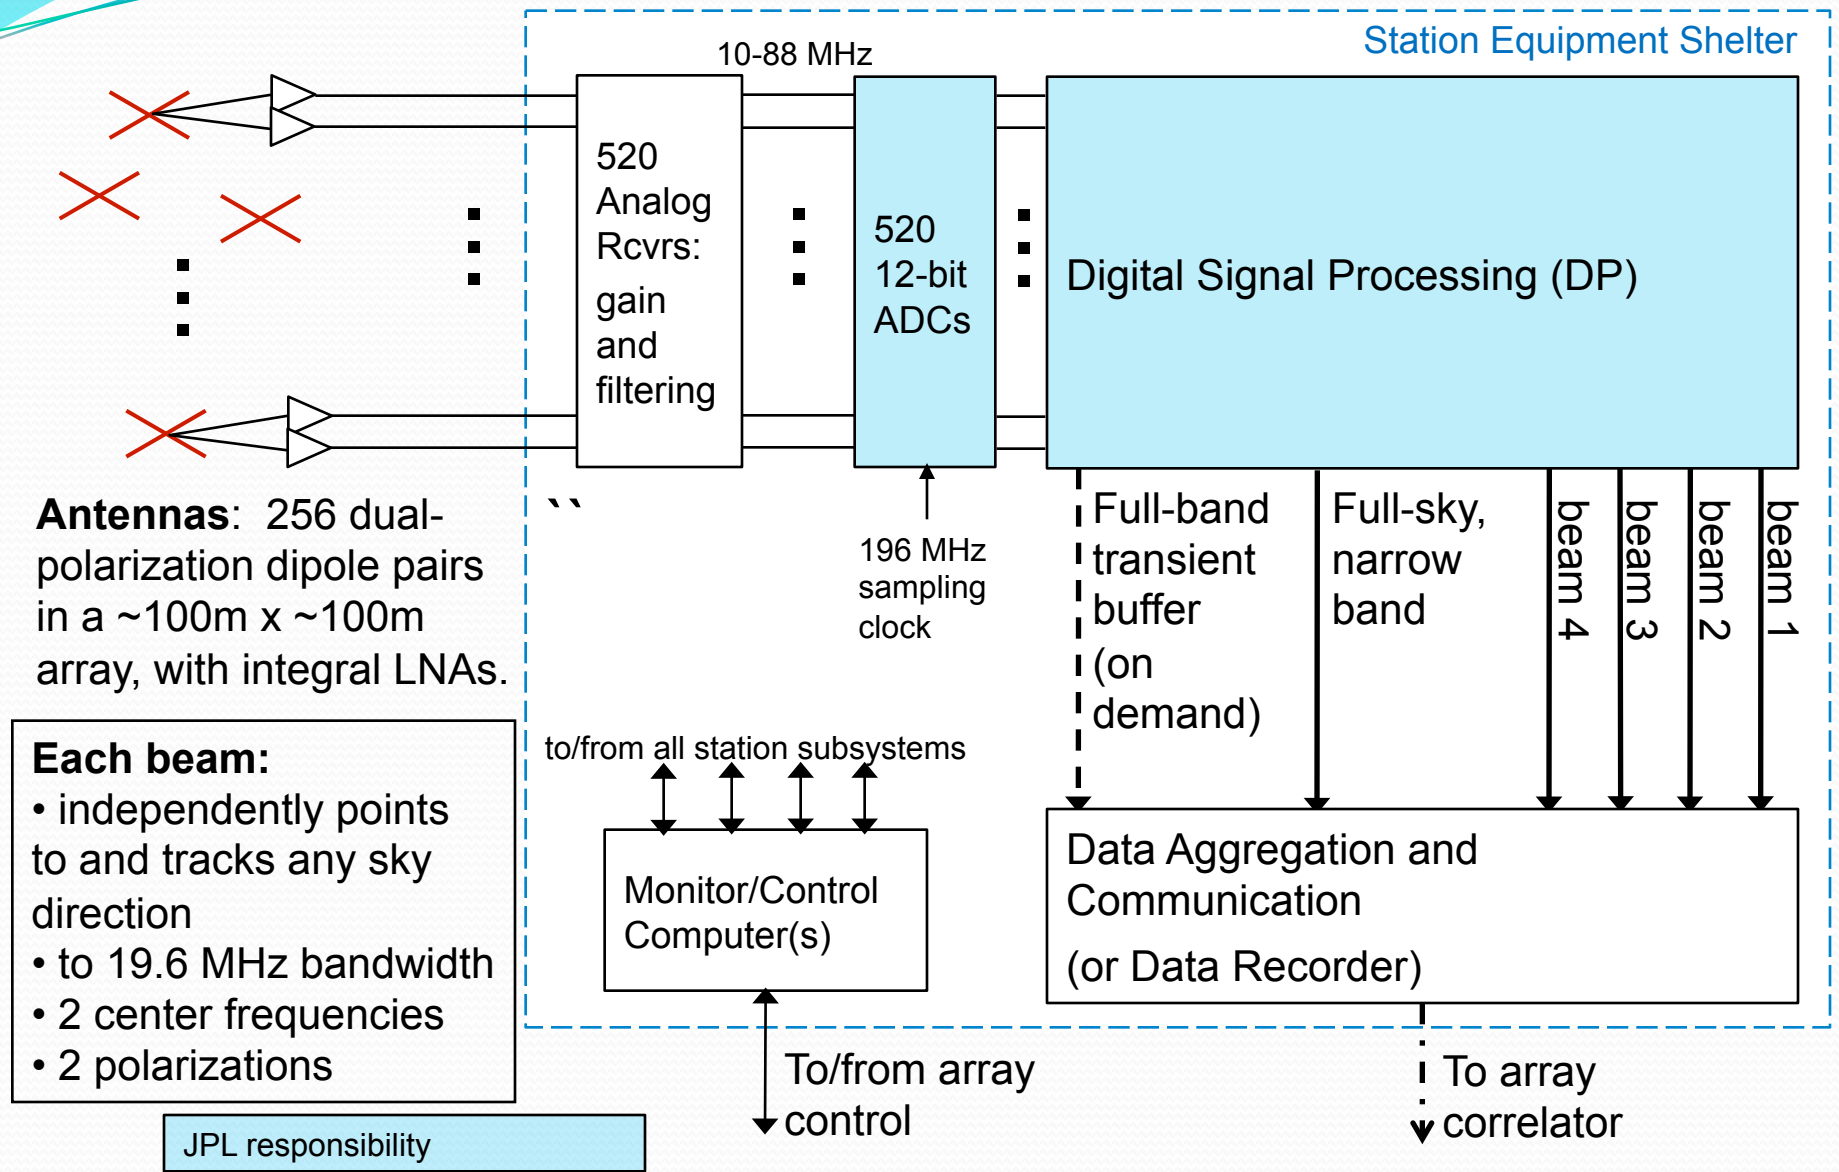 Station Equipment Shelter
10-88 MHz
520
Analog
Rcvrs:
gain
and
filtering
520
12-bit
ADCs
Digital Signal Processing (DP)
196 MHz
sampling
clock
Full-band
transient
buffer
(on
demand)
Full-sky,
narrow
band
beam 4
beam 3
beam 2
beam 1
Antennas: 256 dual-
polarization dipole pairs
in a ~100m x ~100m
array, with integral LNAs.
``
Each beam:
• independently points
to and tracks any sky
direction
• to 19.6 MHz bandwidth
• 2 center frequencies
• 2 polarizations
to/from all station subsystems
Monitor/Control
Computer(s)
Data Aggregation and
Communication
(or Data Recorder)
To/from array
control
To array
correlator
JPL responsibility